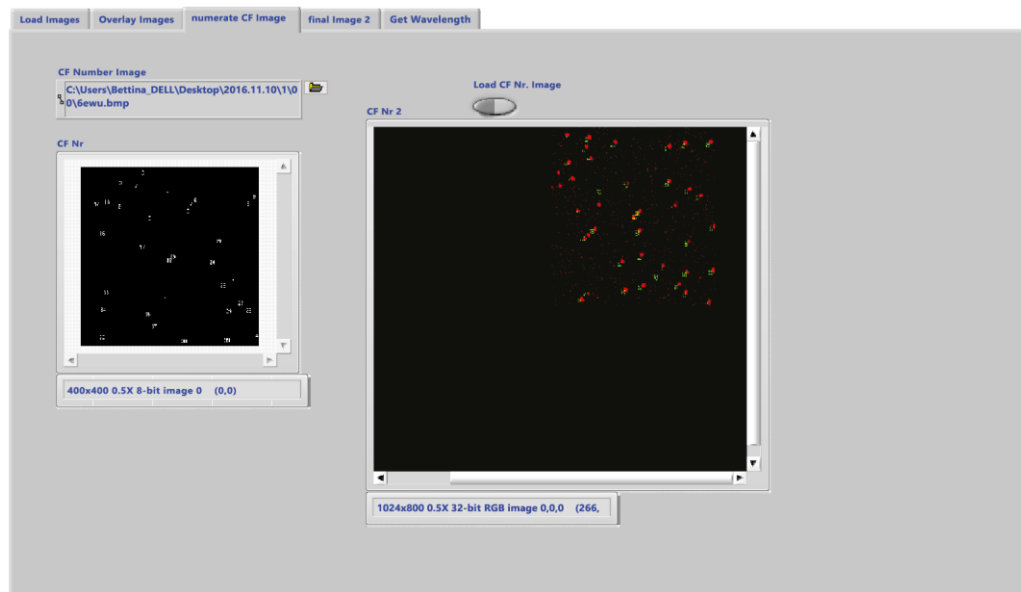 Load Images
Overlay Images
numerate CF Image
final Image 2
Get Wavelength
CF Number Image
C:\Users\Bettina_DELL\Desktop\2016.11.10\1\0
0\6ewu.bmp
Load CF Nr. Image
CF Nr
CF Nr 2
400x400 0.5X 8-bit image 0    (0,0)
1024x800 0.5X 32-bit RGB image 0,0,0    (266,